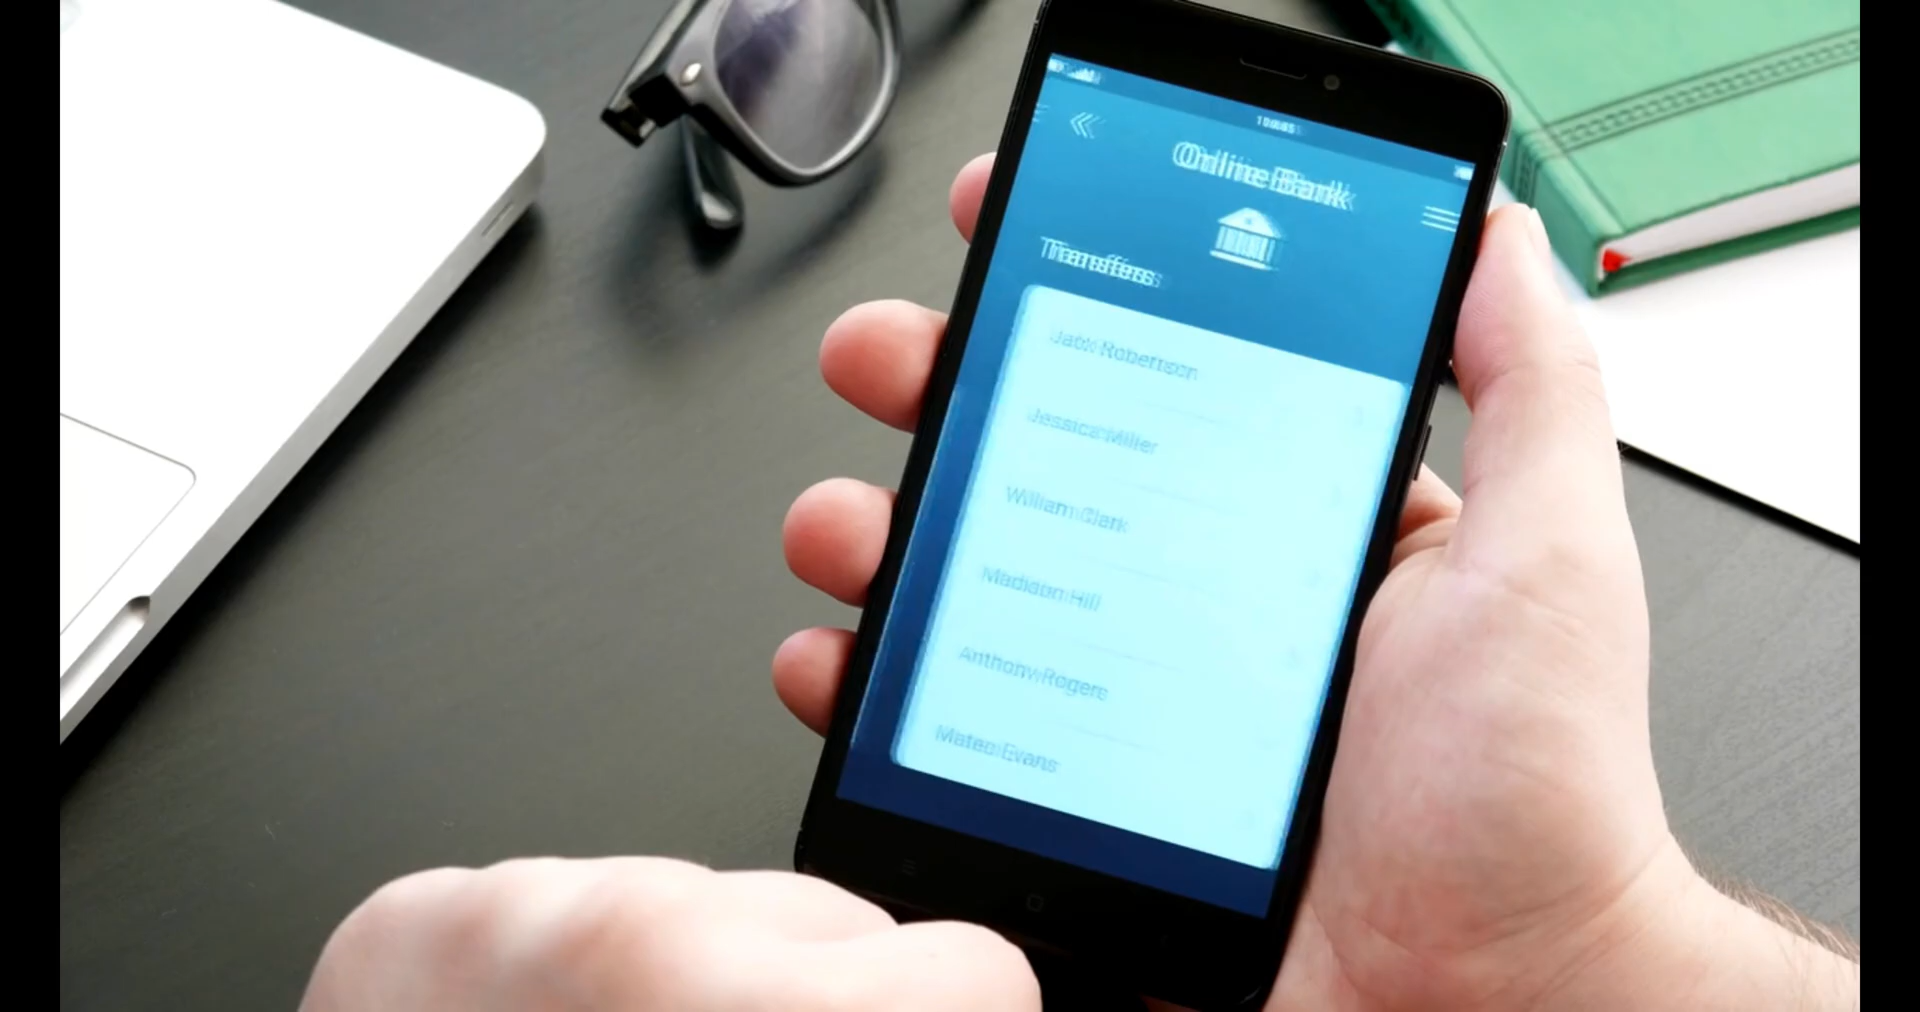 Online Bank
Transfers
Jack Robertson
Jessica Miller
William Clark
Madison Hill
Anthony Rogers
Mateo Evans